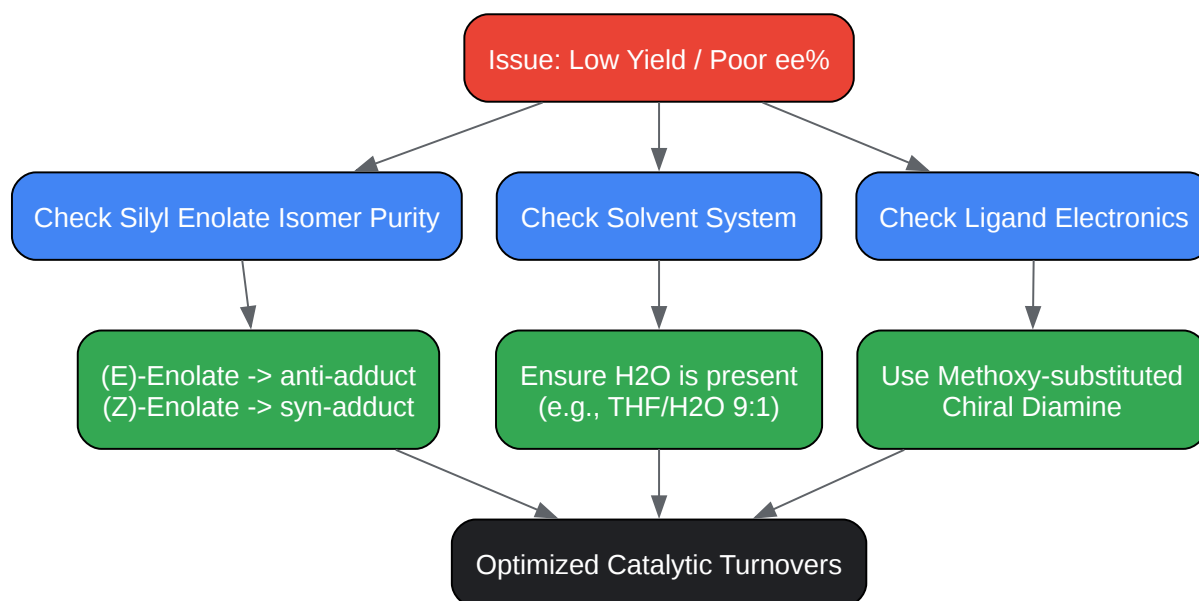 Issue: Low Yield / Poor ee%
Check Silyl Enolate Isomer Purity
Check Solvent System
Check Ligand Electronics
(E)-Enolate -> anti-adduct
(Z)-Enolate -> syn-adduct
Ensure H2O is present
(e.g., THF/H2O 9:1)
Use Methoxy-substituted
Chiral Diamine
Optimized Catalytic Turnovers